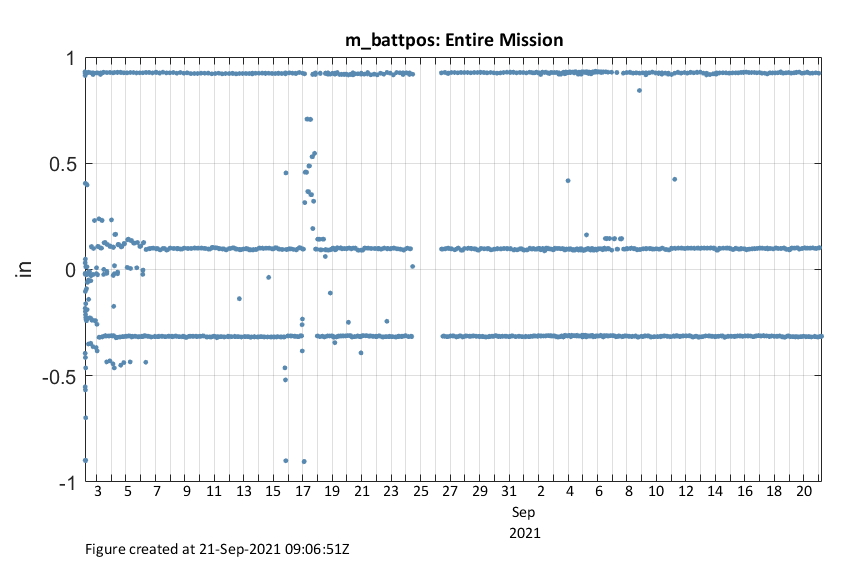 m_battpos: Entire Mission
1
0.5
0
-0.5
-1
in
3 5 7 9 11 13 15 17 19 21 23 25 27 29 31 2 4 6 8 10 12 14 16 18 20
Sep
2021
Figure created at 21-Sep-2021 09:06:51Z